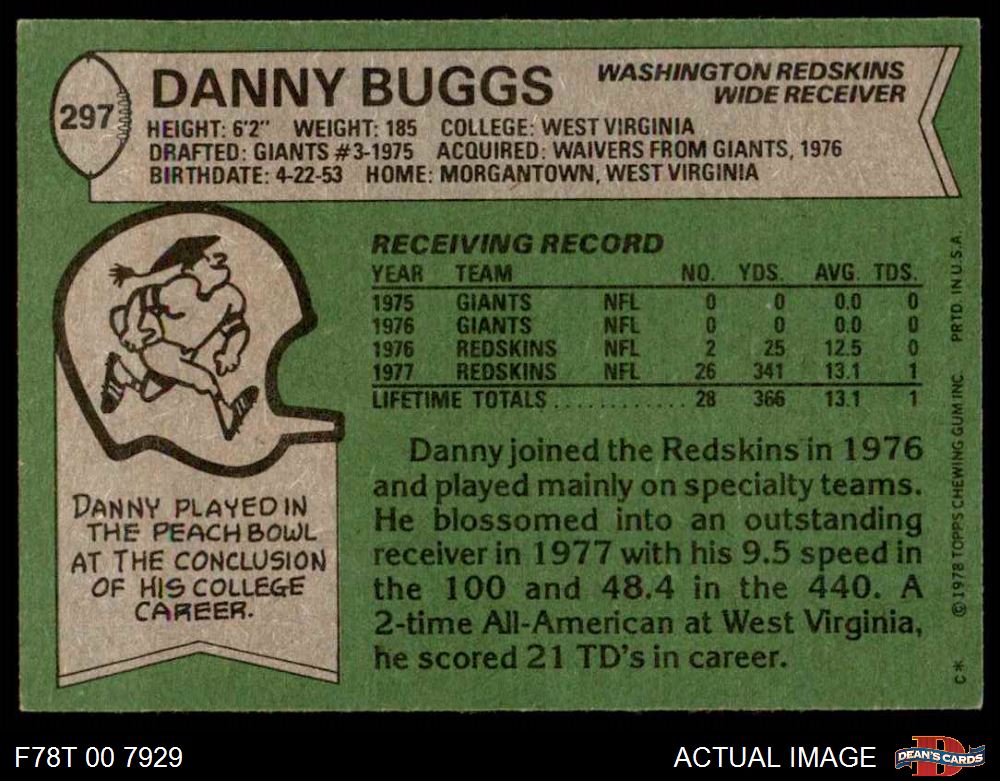 297
DANNY BUGGS
WASHINGTON REDSKINS
WIDE RECEIVER
HEIGHT: 6'2" WEIGHT: 185 COLLEGE: WEST VIRGINIA
DRAFTED: GIANTS #3-1975 ACQUIRED: WAIVERS FROM GIANTS, 1976
BIRTHDATE: 4-22-53 HOME: MORGANTOWN, WEST VIRGINIA
RECEIVING RECORD
YEAR TEAM NO. YDS. AVG. TDS.
1975 GIANTS NFL 0 0 0.0 0
1976 GIANTS NFL 0 0 0.0 0
1976 REDSKINS NFL 2 25 12.5 0
1977 REDSKINS NFL 26 341 13.1 1
LIFETIME TOTALS............ 28 366 13.1 1
Danny joined the Redskins in 1976
and played mainly on specialty teams.
He blossomed into an outstanding
receiver in 1977 with his 9.5 speed in
the 100 and 48.4 in the 440. A
2-time All-American at West Virginia,
he scored 21 TD's in career.
DANNY PLAYED IN
THE PEACH BOWL
AT THE CONCLUSION
OF HIS COLLEGE
CAREER.
C* ©1978 TOPPS CHEWING GUM INC. PRTD. IN U.S.A.
F78T 00 7929
ACTUAL IMAGE
D
DEAN'S CARDS